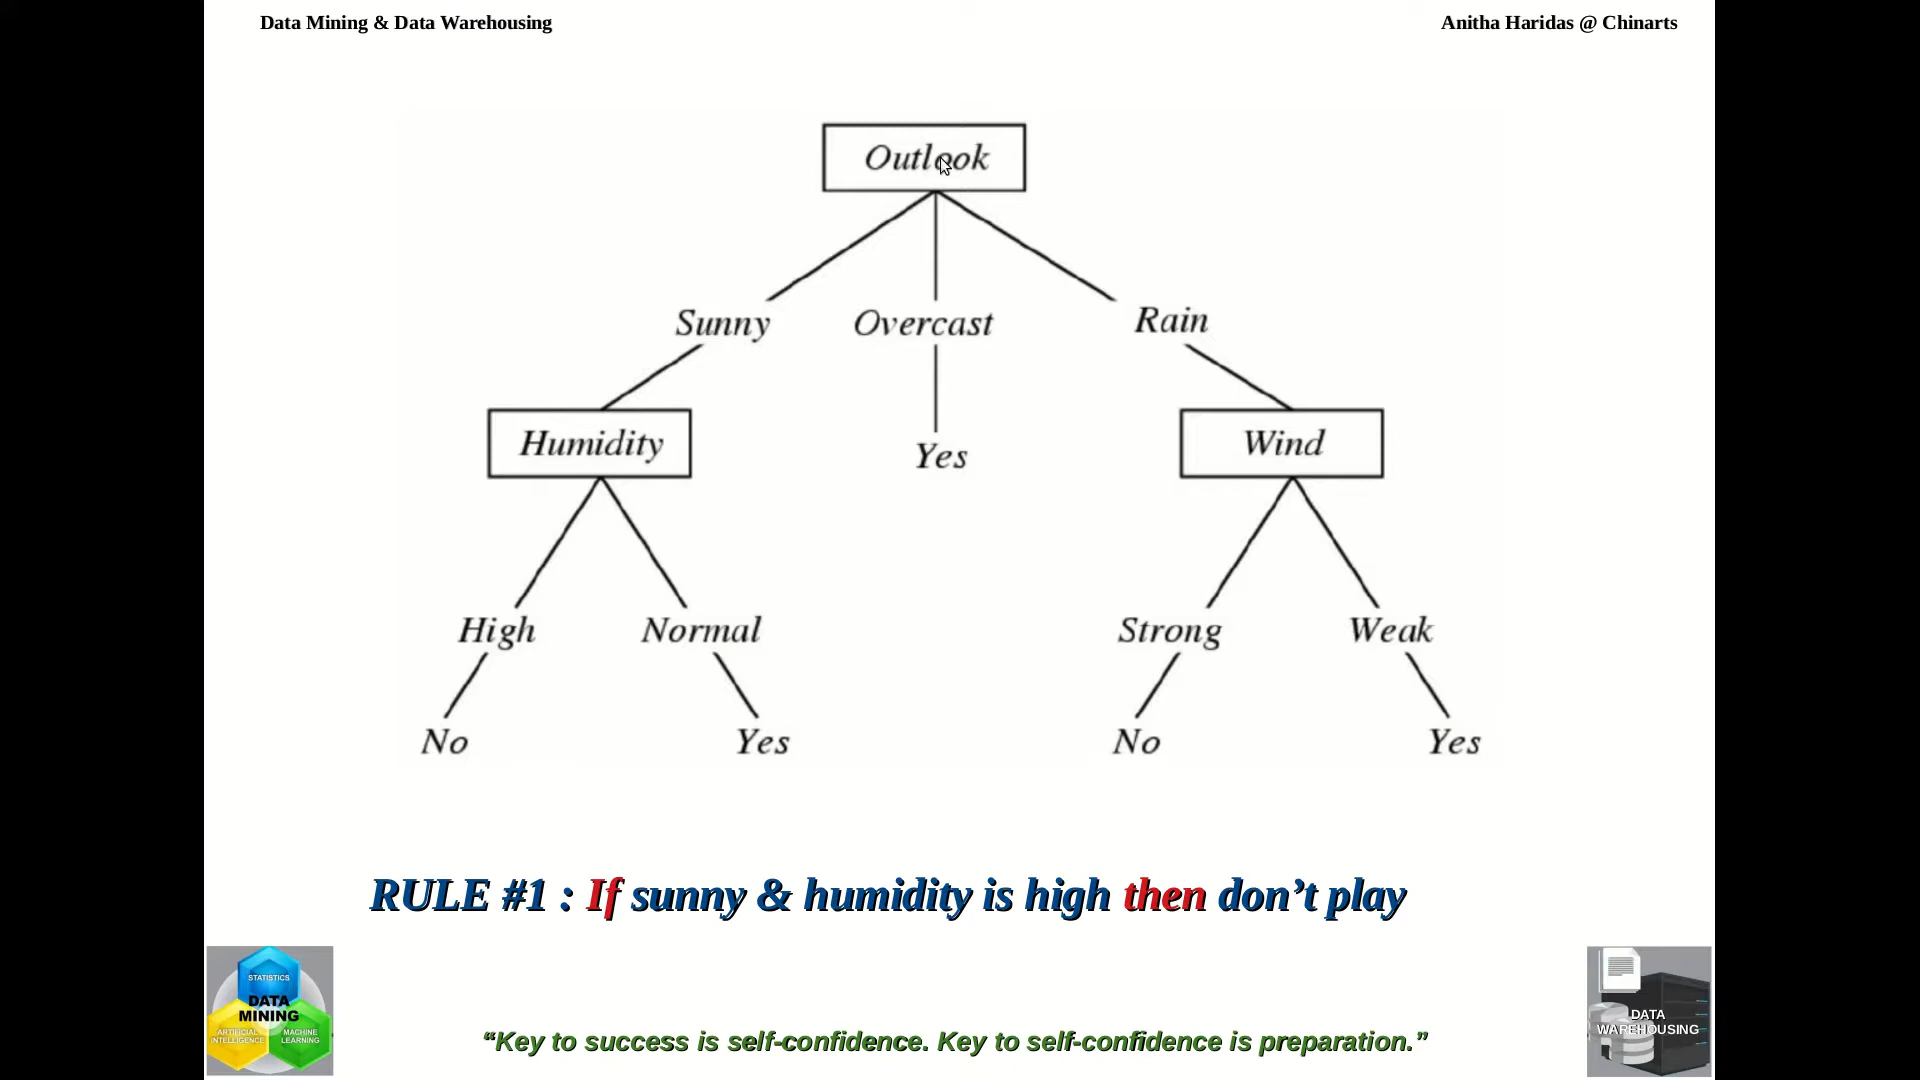 Data Mining & Data Warehousing
Anitha Haridas @ Chinarts
Outlook
Sunny
Overcast
Rain
Humidity
Yes
Wind
High
Normal
Strong
Weak
No
Yes
No
Yes
RULE #1 : If sunny & humidity is high then don’t play
STATISTICS
DATA
MINING
ARTIFICIAL
INTELLIGENCE
MACHINE
LEARNING
“Key to success is self-confidence. Key to self-confidence is preparation.”
DATA
WAREHOUSING